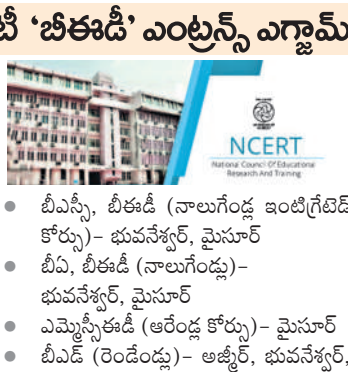 టీ ‘బీఈడీ’ ఎంట్రన్స్ ఎగ్జామ్
NCERT
National Council Of Educational
Research And Training
● బీఎస్సీ, బీఈడీ (నాలుగేండ్ల ఇంటిగ్రేటెడ్
కోర్సు)– భువనేశ్వర్, మైసూర్
● బీఏ, బీఈడీ (నాలుగేండ్లు)–
భువనేశ్వర్, మైసూర్
● ఎమ్మెస్సీఈడీ (ఆరేండ్ల కోర్సు)– మైసూర్
● బీఎడ్ (రెండేండ్లు)– అజ్మీర్, భువనేశ్వర్,